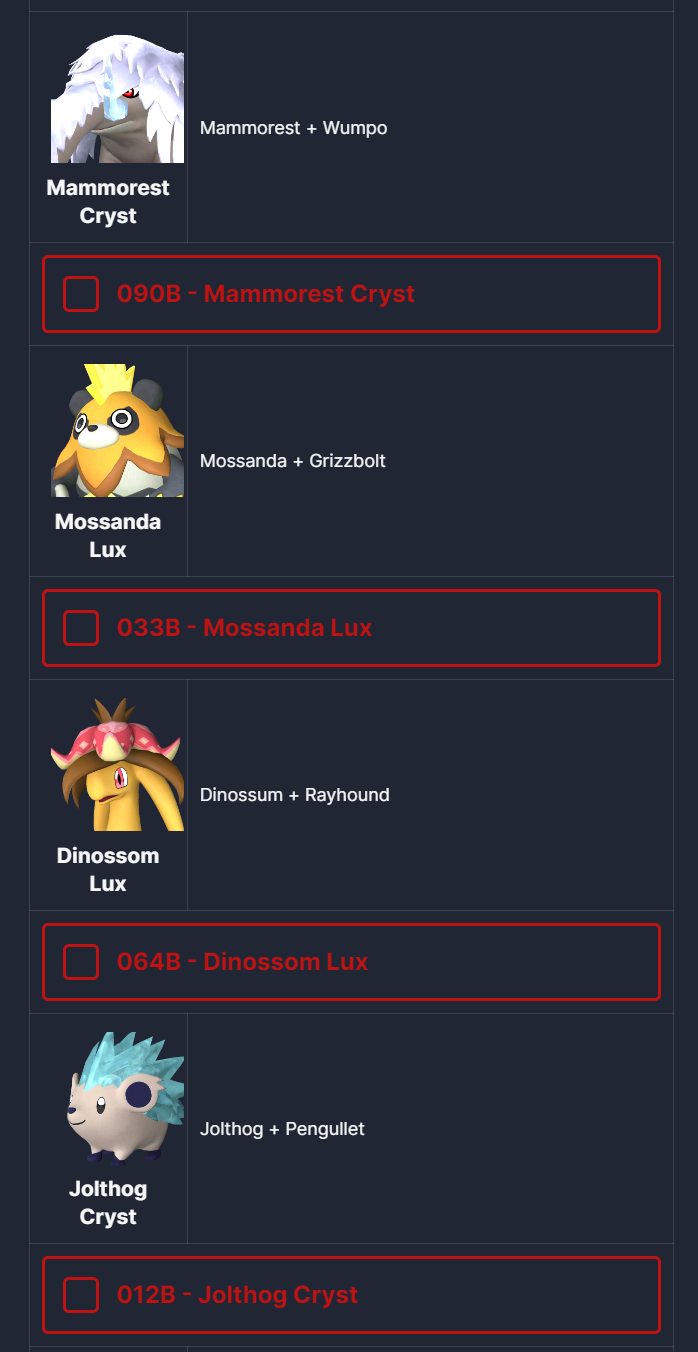 Mammorest
Cryst
Mammorest + Wumpo
090B - Mammorest Cryst
Mossanda
Lux
Mossanda + Grizzbolt
033B - Mossanda Lux
Dinossom
Lux
Dinossum + Rayhound
064B - Dinossom Lux
Jolthog
Cryst
Jolthog + Pengullet
012B - Jolthog Cryst